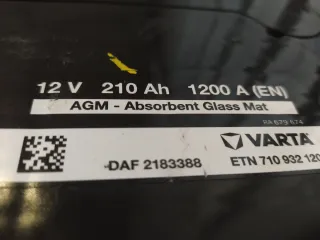 12 V 210 Ah 1200 A (EN)
AGM - Absorbent Glass Mat
VARTA
DAF 2183388
ETN 710 932 120